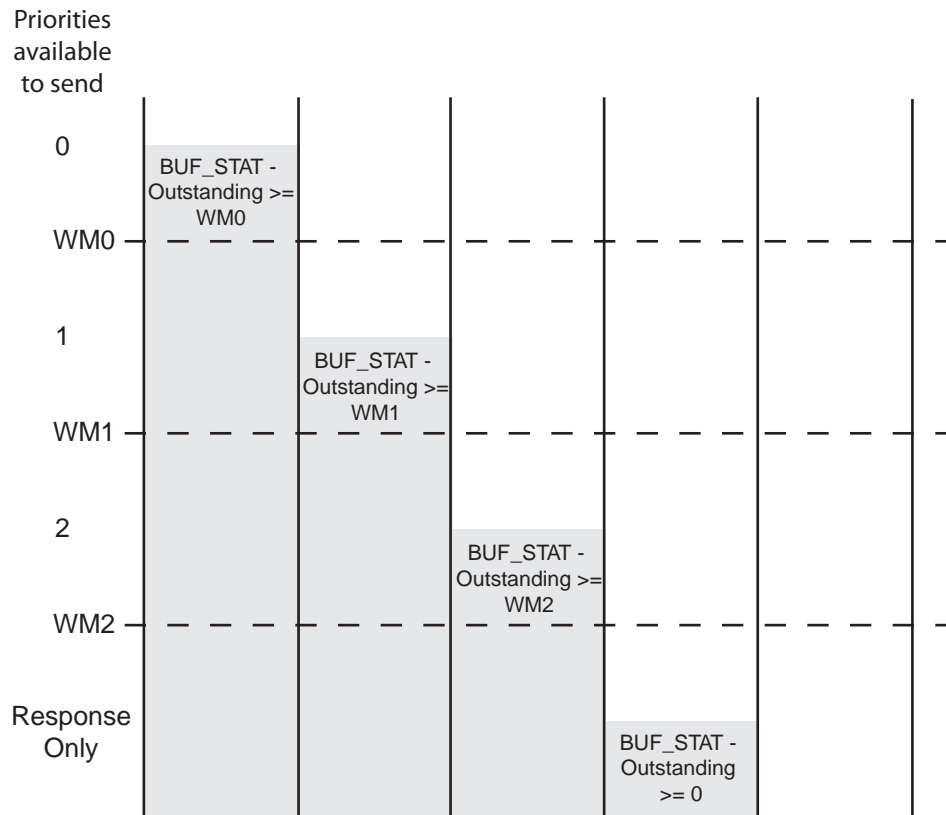 Priorities
available
to send
0
BUF_STAT -
Outstanding >=
WM0
WM0
1
BUF_STAT -
Outstanding >=
WM1
WM1
2
BUF_STAT -
Outstanding >=
WM2
WM2
Response
Only
BUF_STAT -
Outstanding
>= 0